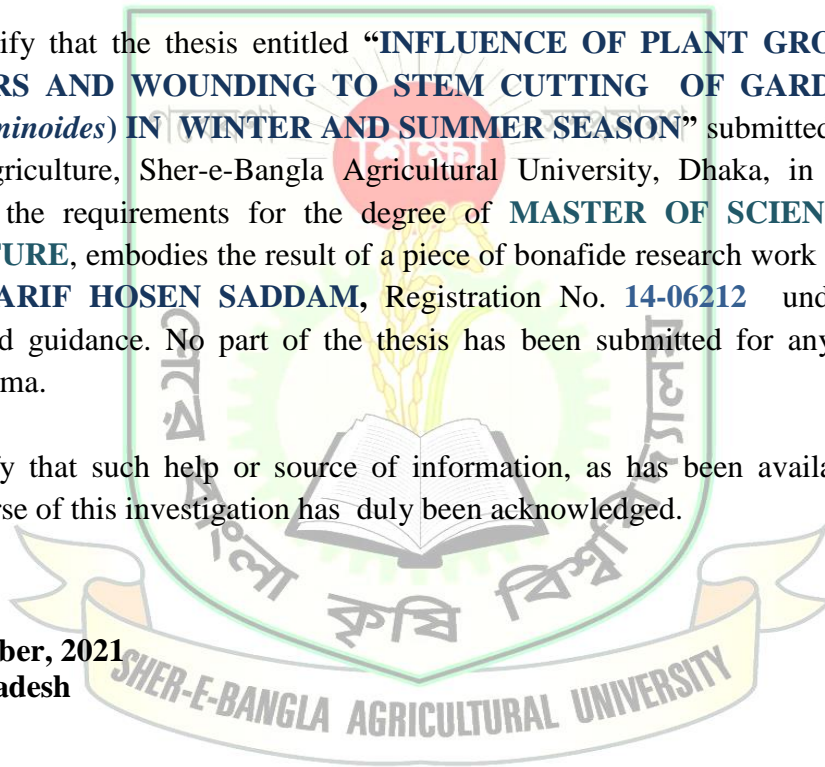 ify that the thesis entitled “INFLUENCE OF PLANT GRO
RS AND WOUNDING TO STEM CUTTING OF GARD
minoides) IN WINTER AND SUMMER SEASON” submitted
griculture, Sher-e-Bangla Agricultural University, Dhaka, in
the requirements for the degree of MASTER OF SCIEN
TURE, embodies the result of a piece of bonafide research work
ARIF HOSEN SADDAM, Registration No. 14-06212 und
d guidance. No part of the thesis has been submitted for any
ma.
fy that such help or source of information, as has been availa
rse of this investigation has duly been acknowledged.
ber, 2021
adesh
শিক্ষা
শেরে বাংলা কৃষি বিশ্ববিদ্যালয়
SHER-E-BANGLA AGRICULTURAL UNIVERSITY